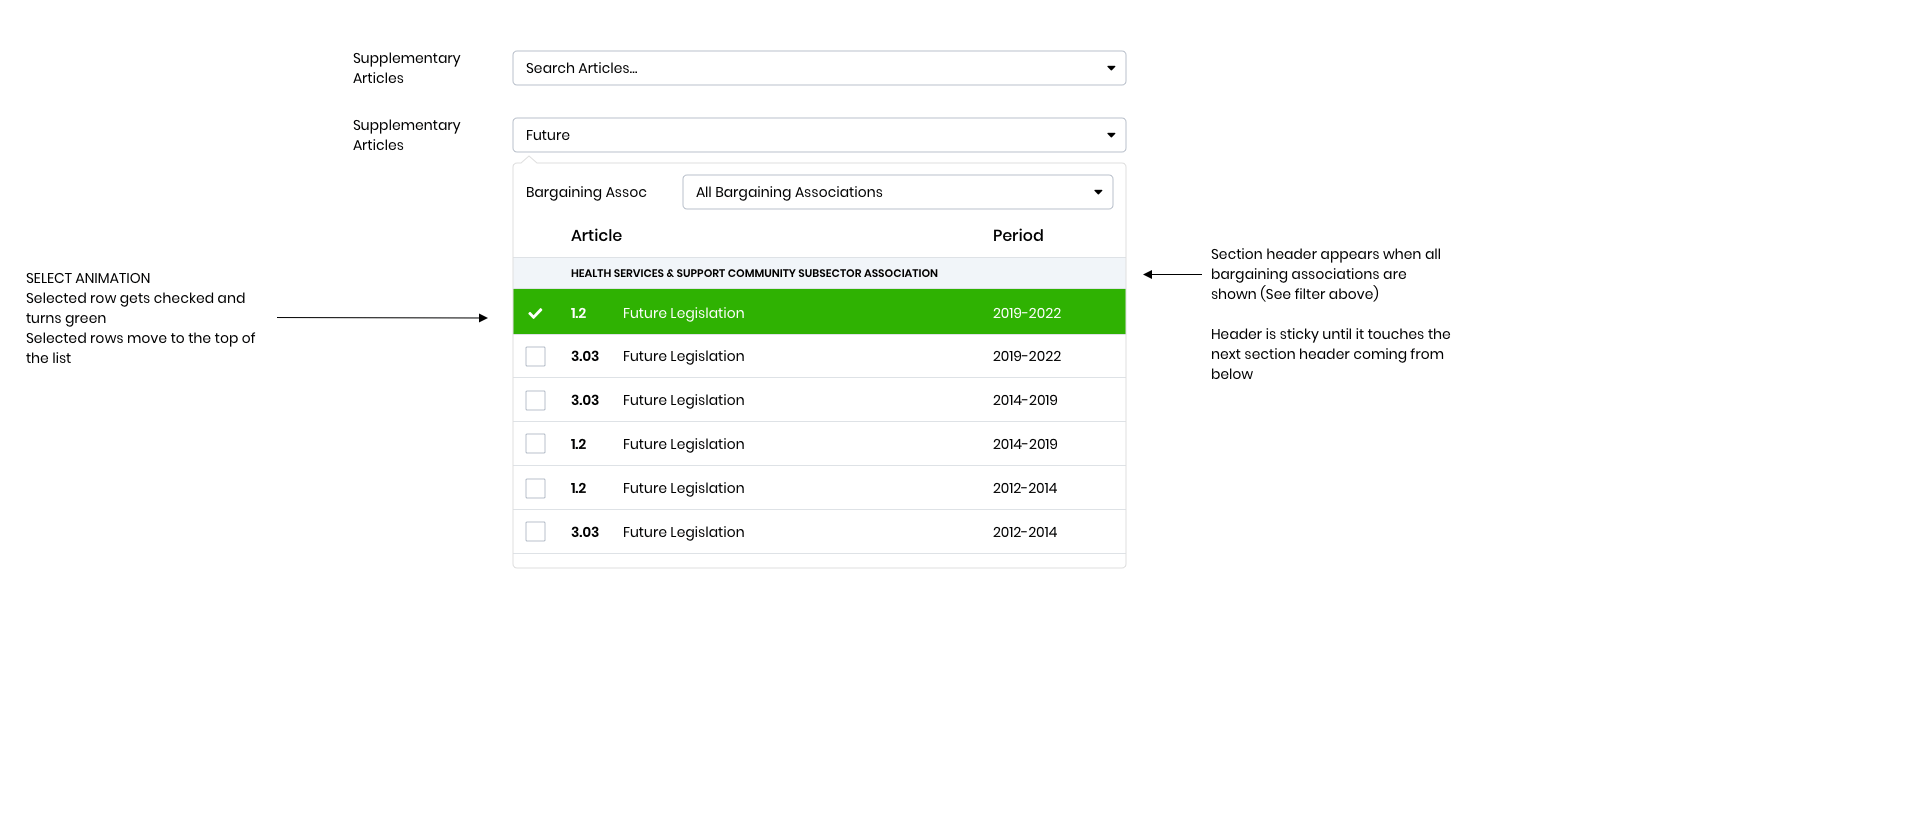 Supplementary
Articles
Search Articles...
Supplementary
Articles
Future
Bargaining Assoc
All Bargaining Associations
Article Period
HEALTH SERVICES & SUPPORT COMMUNITY SUBSECTOR ASSOCIATION
1.2 Future Legislation 2019-2022
3.03 Future Legislation 2019-2022
3.03 Future Legislation 2014-2019
1.2 Future Legislation 2014-2019
1.2 Future Legislation 2012-2014
3.03 Future Legislation 2012-2014
SELECT ANIMATION
Selected row gets checked and
turns green
Selected rows move to the top of
the list
Section header appears when all
bargaining associations are
shown (See filter above)
Header is sticky until it touches the
next section header coming from
below